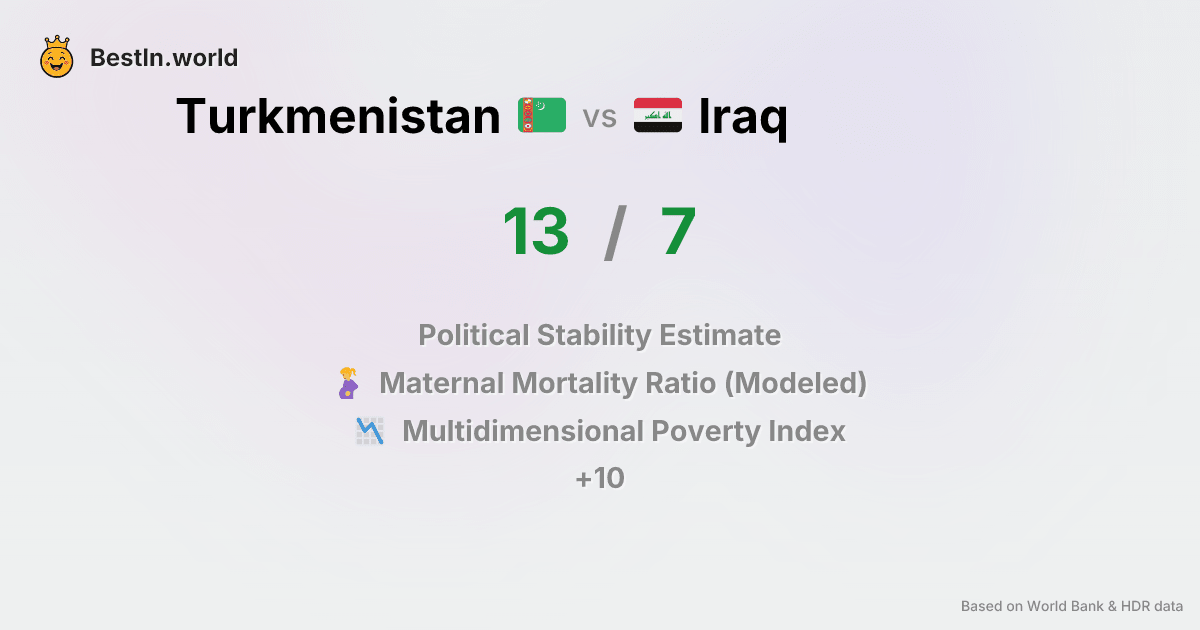 BestIn.world
Turkmenistan vs Iraq
13 / 7
Political Stability Estimate
Maternal Mortality Ratio (Modeled)
Multidimensional Poverty Index
+10
Based on World Bank & HDR data